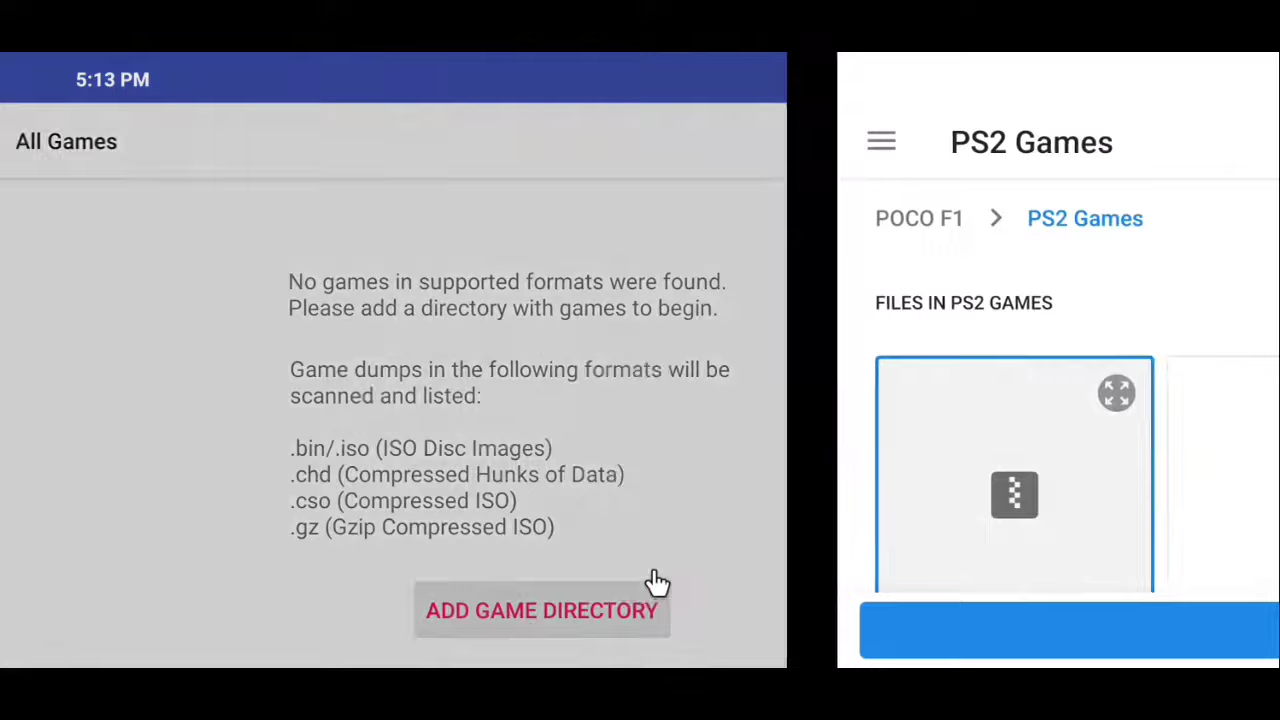 5:13 PM
All Games
No games in supported formats were found.
Please add a directory with games to begin.
Game dumps in the following formats will be
scanned and listed:
.bin/.iso (ISO Disc Images)
.chd (Compressed Hunks of Data)
.cso (Compressed ISO)
.gz (Gzip Compressed ISO)
ADD GAME DIRECTORY
PS2 Games
POCO F1 > PS2 Games
FILES IN PS2 GAMES